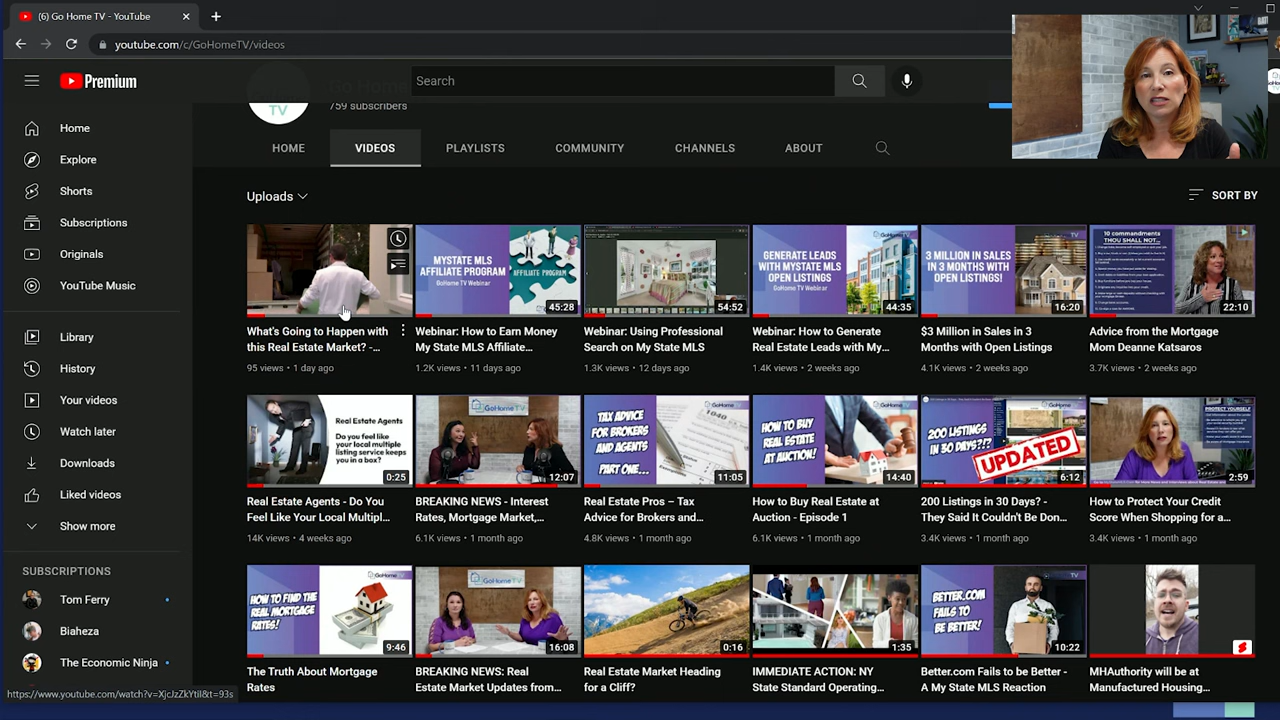 (6) Go Home TV - YouTube
youtube.com/c/GoHomeTV/videos
Premium
Search
TV
759 subscribers
HOME
VIDEOS
PLAYLISTS
COMMUNITY
CHANNELS
ABOUT
Home
Explore
Shorts
Subscriptions
Originals
YouTube Music
Library
History
Your videos
Watch later
Downloads
Liked videos
Show more
SUBSCRIPTIONS
Tom Ferry
Biaheza
The Economic Ninja
Uploads
SORT BY
What's Going to Happen with
this Real Estate Market? -...
95 views • 1 day ago
AFFILIATE
PROGRAM
GoHome TV Webinar
45:13
Webinar: How to Earn Money
My State MLS Affiliate...
1.2K views • 11 days ago
54:52
Webinar: Using Professional
Search on My State MLS
1.3K views • 12 days ago
GENERATE LEADS
WITH MYSTATE MLS
OPEN LISTINGS
GoHome TV Webinar
44:35
Webinar: How to Generate
Real Estate Leads with My...
1.4K views • 2 weeks ago
3 MILLION IN SALES
IN 3 MONTHS WITH
OPEN LISTINGS!
GoHome TV Webinar
16:20
$3 Million in Sales in 3
Months with Open Listings
4.1K views • 2 weeks ago
10 commandments
THOU SHALL NOT...
22:10
Advice from the Mortgage
Mom Deanne Katsaros
3.7K views • 2 weeks ago
Real Estate Agents
Do you feel like
your local multiple
listing service keeps
you in a box?
0:25
Real Estate Agents - Do You
Feel Like Your Local Multipl...
14K views • 4 weeks ago
GoHomeTV
12:07
BREAKING NEWS - Interest
Rates, Mortgage Market,...
6.1K views • 1 month ago
TAX ADVICE
FOR BROKERS
AND AGENTS
PART ONE...
1040
11:05
Real Estate Pros – Tax
Advice for Brokers and...
4.8K views • 1 month ago
HOW TO BUY
REAL ESTATE
AT AUCTION!
14:40
How to Buy Real Estate at
Auction - Episode 1
6.1K views • 1 month ago
200 LISTINGS
IN 30
DAYS?!?
UPDATED
6:12
200 Listings in 30 Days? -
They Said It Couldn't Be Don...
3.4K views • 1 month ago
PROTECT YOURSELF
2:59
How to Protect Your Credit
Score When Shopping for a...
3.4K views • 1 month ago
GoHome
HOW TO FIND THE
REAL MORTGAGE
RATES!
9:46
The Truth About Mortgage
Rates
GoHomeTV
16:08
BREAKING NEWS: Real
Estate Market Updates from...
0:16
Real Estate Market Heading
for a Cliff?
1:35
IMMEDIATE ACTION: NY
State Standard Operating...
BETTER.COM
FAILS TO
BE BETTER!
TV
10:22
Better.com Fails to be Better -
A My State MLS Reaction
MHAuthority will be at
Manufactured Housing...